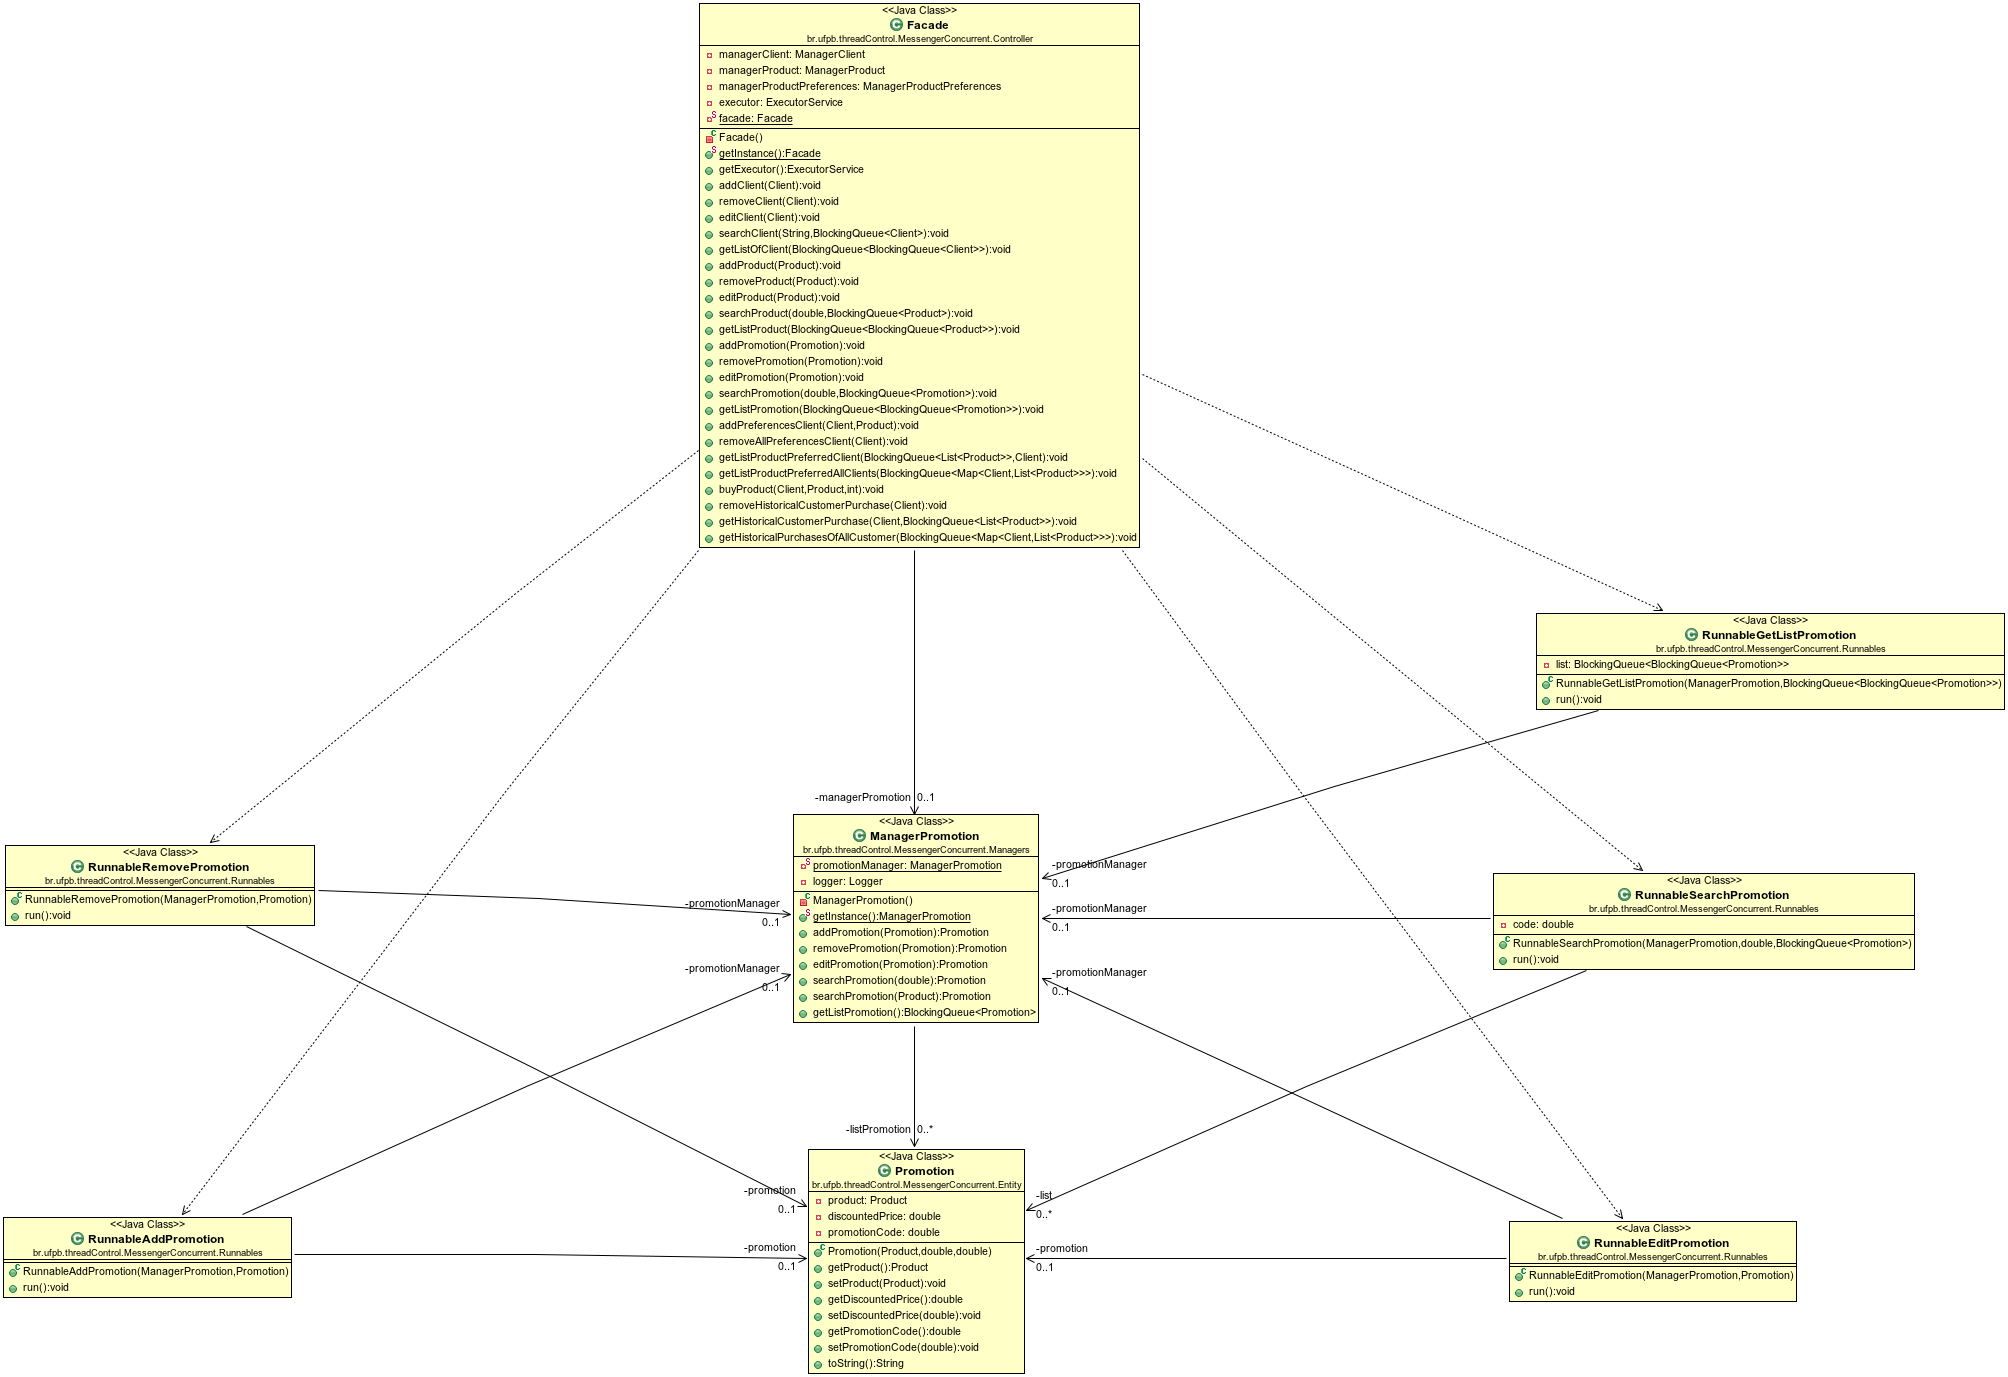 <<Java Class>>
Facade
br.ufpb.threadControl.MessengerConcurrent.Controller
managerClient: ManagerClient
managerProduct: ManagerProduct
managerProductPreferences: ManagerProductPreferences
executor: ExecutorService
facade: Facade
Facade()
getInstance():Facade
getExecutor():ExecutorService
addClient(Client):void
removeClient(Client):void
editClient(Client):void
searchClient(String,BlockingQueue<Client>):void
getListOfClient(BlockingQueue<BlockingQueue<Client>>):void
addProduct(Product):void
removeProduct(Product):void
editProduct(Product):void
searchProduct(double,BlockingQueue<Product>):void
getListProduct(BlockingQueue<BlockingQueue<Product>>):void
addPromotion(Promotion):void
removePromotion(Promotion):void
editPromotion(Promotion):void
searchPromotion(double,BlockingQueue<Promotion>):void
getListPromotion(BlockingQueue<BlockingQueue<Promotion>>):void
addPreferencesClient(Client,Product):void
removeAllPreferencesClient(Client):void
getListProductPreferredClient(BlockingQueue<List<Product>>,Client):void
getListProductPreferredAllClients(BlockingQueue<Map<Client,List<Product>>>):void
buyProduct(Client,Product,int):void
removeHistoricalCustomerPurchase(Client):void
getHistoricalCustomerPurchase(Client,BlockingQueue<List<Product>>):void
getHistoricalPurchasesOfAllCustomer(BlockingQueue<Map<Client,List<Product>>>):void
<<Java Class>>
RunnableGetListPromotion
br.ufpb.threadControl.MessengerConcurrent.Runnables
list: BlockingQueue<BlockingQueue<Promotion>>
RunnableGetListPromotion(ManagerPromotion,BlockingQueue<BlockingQueue<Promotion>>)
run():void
-managerPromotion 0..1
<<Java Class>>
ManagerPromotion
br.ufpb.threadControl.MessengerConcurrent.Managers
promotionManager: ManagerPromotion
logger: Logger
ManagerPromotion()
getInstance():ManagerPromotion
addPromotion(Promotion):Promotion
removePromotion(Promotion):Promotion
editPromotion(Promotion):Promotion
searchPromotion(double):Promotion
searchPromotion(Product):Promotion
getListPromotion():BlockingQueue<Promotion>
<<Java Class>>
RunnableRemovePromotion
br.ufpb.threadControl.MessengerConcurrent.Runnables
RunnableRemovePromotion(ManagerPromotion,Promotion)
run():void
-promotionManager
0..1
-promotionManager
0..1
-promotionManager
0..1
-promotionManager
0..1
-promotionManager
0..1
<<Java Class>>
RunnableSearchPromotion
br.ufpb.threadControl.MessengerConcurrent.Runnables
code: double
RunnableSearchPromotion(ManagerPromotion,double,BlockingQueue<Promotion>)
run():void
-listPromotion 0..*
<<Java Class>>
Promotion
br.ufpb.threadControl.MessengerConcurrent.Entity
product: Product
discountedPrice: double
promotionCode: double
Promotion(Product,double,double)
getProduct():Product
setProduct(Product):void
getDiscountedPrice():double
setDiscountedPrice(double):void
getPromotionCode():double
setPromotionCode(double):void
toString():String
-promotion
0..1
-promotion
0..1
-list
0..*
-promotion
0..1
<<Java Class>>
RunnableAddPromotion
br.ufpb.threadControl.MessengerConcurrent.Runnables
RunnableAddPromotion(ManagerPromotion,Promotion)
run():void
<<Java Class>>
RunnableEditPromotion
br.ufpb.threadControl.MessengerConcurrent.Runnables
RunnableEditPromotion(ManagerPromotion,Promotion)
run():void